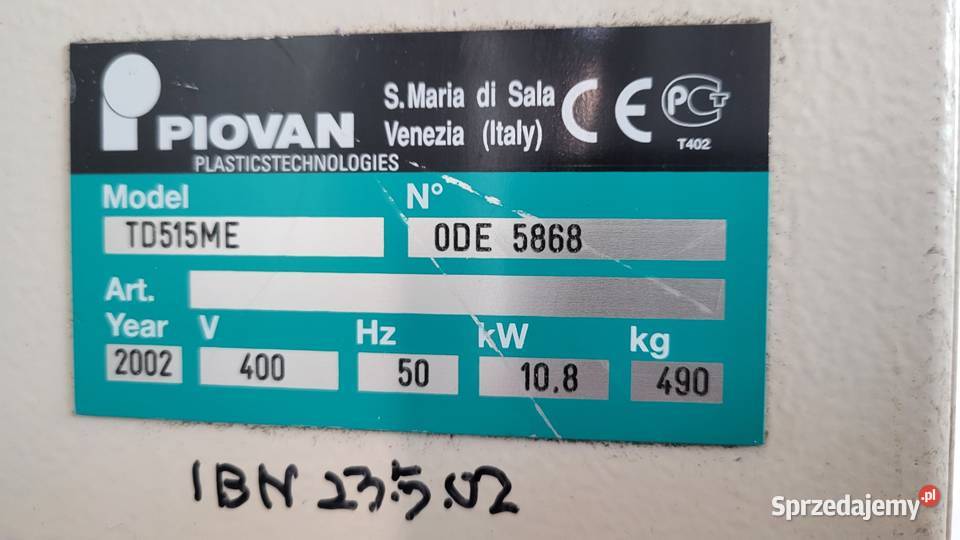 PIOVAN
PLASTICSTECHNOLOGIES
S. Maria di Sala
Venezia (Italy)
CE
PCT
T402
Model
TD515ME
N°
ODE 5868
Art.
Year
2002
V
400
Hz
50
kW
10.8
kg
490
IBN 23.5.02
Sprzedajemy.pl